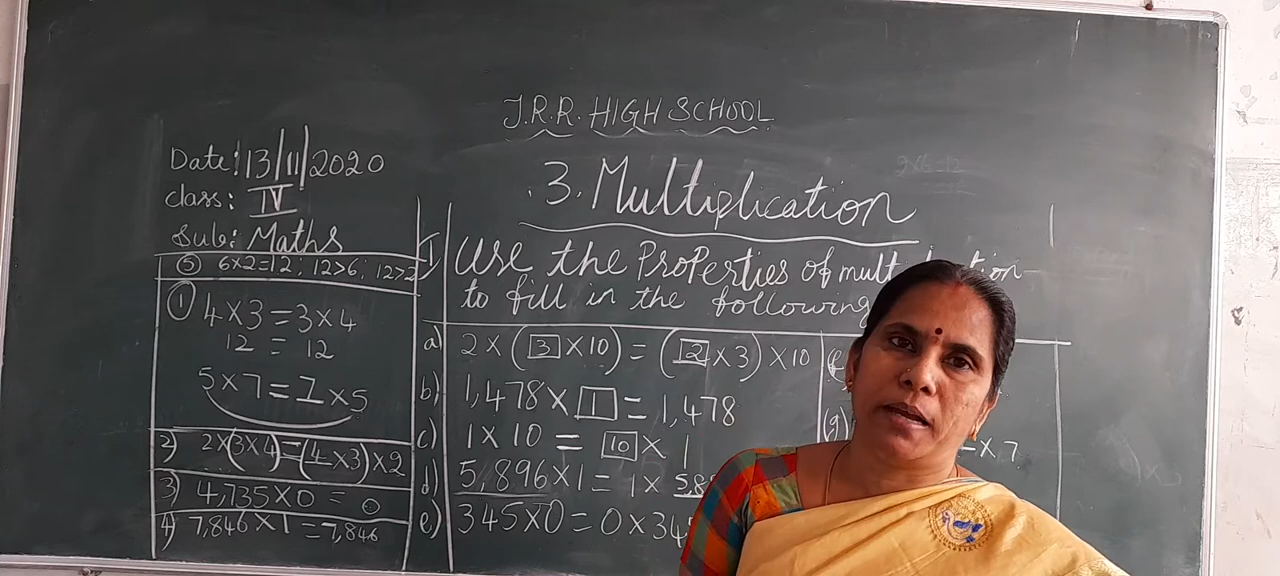 J.R.R. HIGH SCHOOL
Date: 13/11/2020
Class: IV
Sub: Maths
3. Multiplication
⑤ 6×2=12; 12>6; 12>2
① 4×3=3×4
12 = 12
5×7=7×5
2) 2×(3×4)=(4×3)×2
3) 4,735×0=0
4) 7,846×1=7,846
I Use the Properties of
to fill in the following
a) 2×(3×10)=(2×3)×10
b) 1,478×1=1,478
c) 1×10=10×1
d) 5,896×1=1×
e) 345×0=0×
(g)
×7